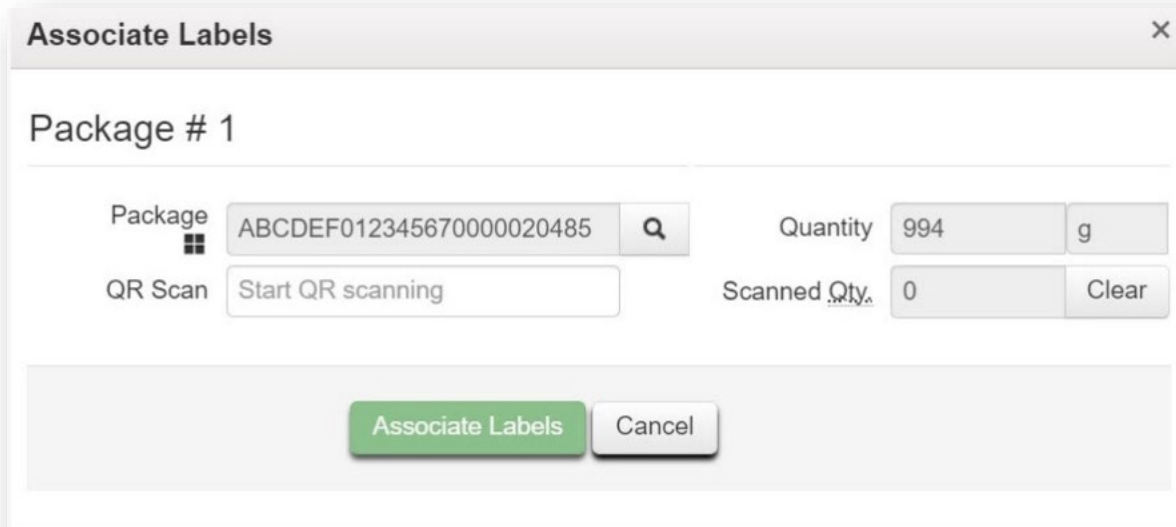 Associate Labels ×
Package # 1
Package ABCDEF012345670000020485 Quantity 994 g
QR Scan Start QR scanning Scanned Qty. 0 Clear
Associate Labels Cancel